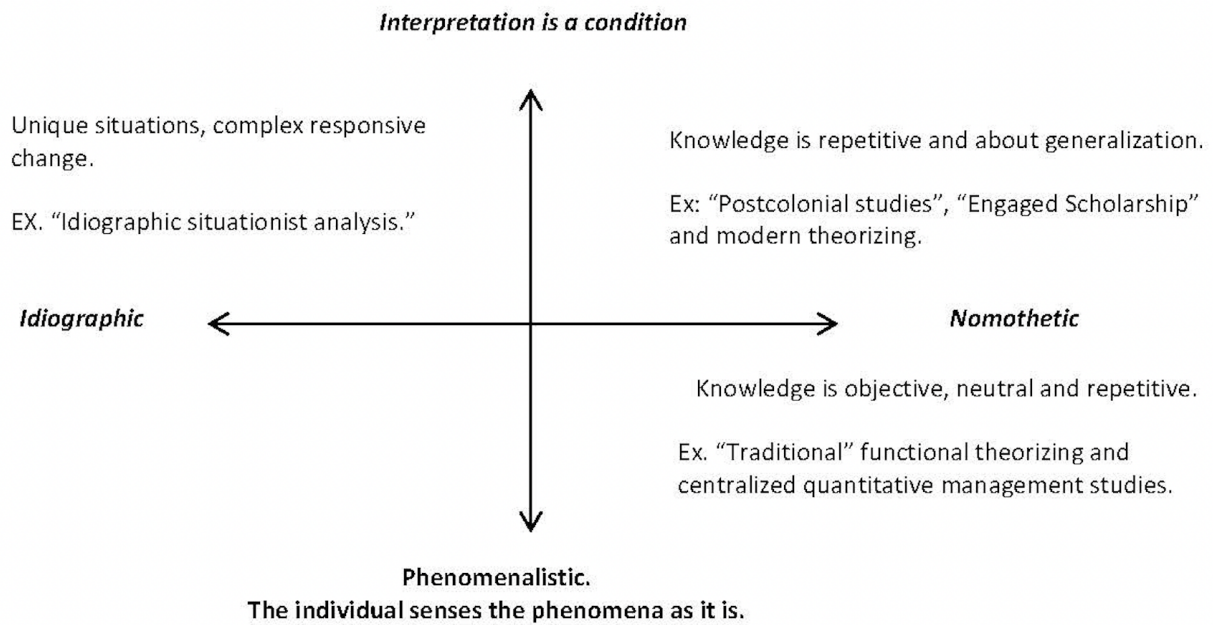 Interpretation is a condition
Unique situations, complex responsive
change.
EX. “Idiographic situationist analysis.”
Knowledge is repetitive and about generalization.
Ex: “Postcolonial studies”, “Engaged Scholarship”
and modern theorizing.
Idiographic
Nomothetic
Knowledge is objective, neutral and repetitive.
Ex. “Traditional” functional theorizing and
centralized quantitative management studies.
Phenomenalistic.
The individual senses the phenomena as it is.